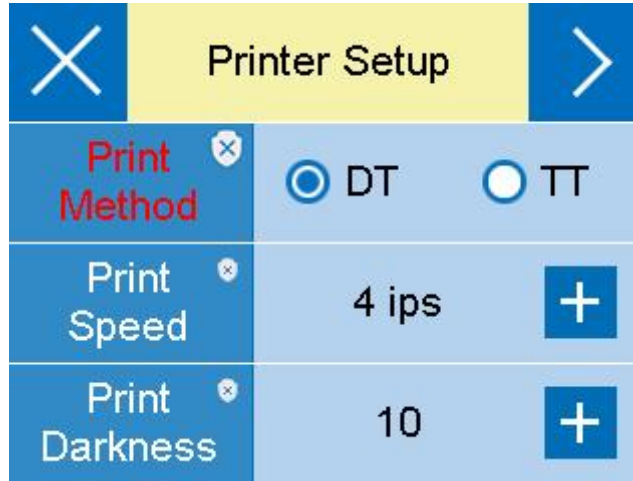 Printer Setup
Print
Method
DT
TT
Print
Speed
4 ips
Print
Darkness
10